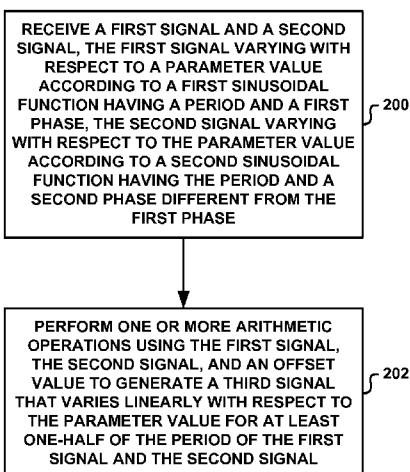 RECEIVE A FIRST SIGNAL AND A SECOND
SIGNAL, THE FIRST SIGNAL VARYING WITH
RESPECT TO A PARAMETER VALUE
ACCORDING TO A FIRST SINUSOIDAL
FUNCTION HAVING A PERIOD AND A FIRST
PHASE, THE SECOND SIGNAL VARYING
WITH RESPECT TO THE PARAMETER VALUE
ACCORDING TO A SECOND SINUSOIDAL
FUNCTION HAVING THE PERIOD AND A
SECOND PHASE DIFFERENT FROM THE
FIRST PHASE
200
PERFORM ONE OR MORE ARITHMETIC
OPERATIONS USING THE FIRST SIGNAL,
THE SECOND SIGNAL, AND AN OFFSET
VALUE TO GENERATE A THIRD SIGNAL
THAT VARIES LINEARLY WITH RESPECT TO
THE PARAMETER VALUE FOR AT LEAST
ONE-HALF OF THE PERIOD OF THE FIRST
SIGNAL AND THE SECOND SIGNAL
202